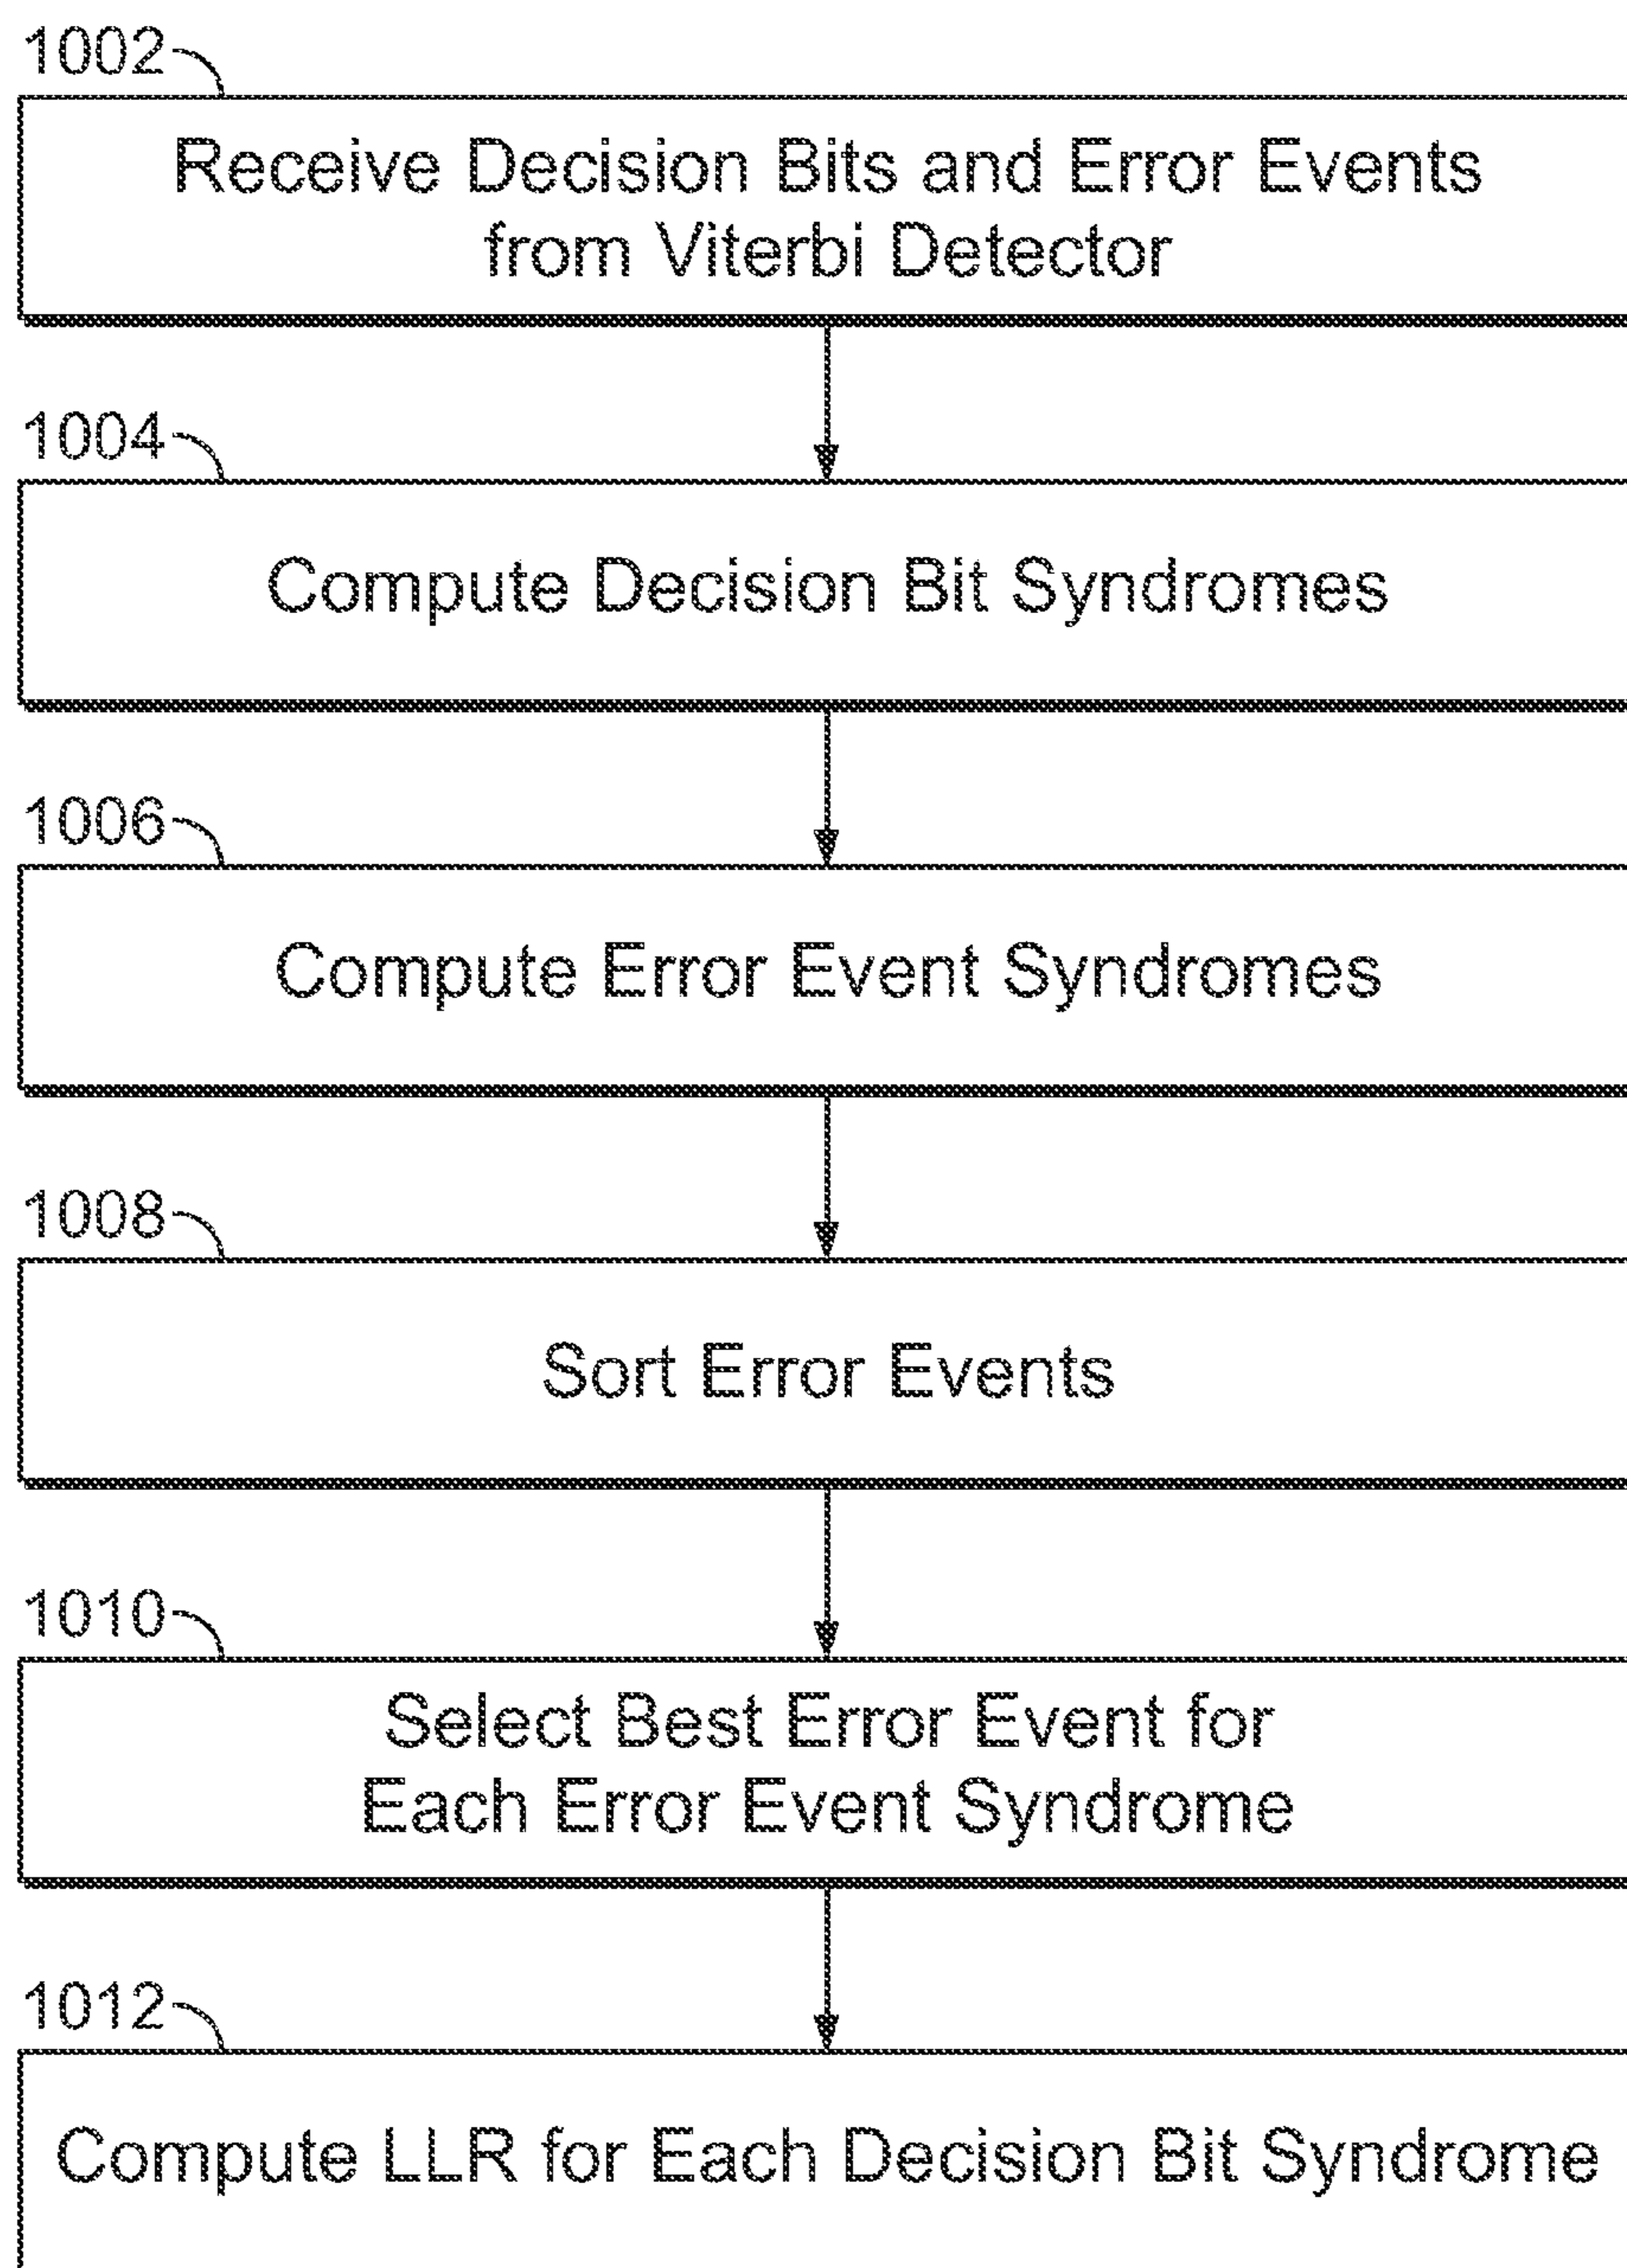 1002
Receive Decision Bits and Error Events
from Viterbi Detector
1004
Compute Decision Bit Syndromes
1006
Compute Error Event Syndromes
1008
Sort Error Events
1010
Select Best Error Event for
Each Error Event Syndrome
1012
Compute LLR for Each Decision Bit Syndrome